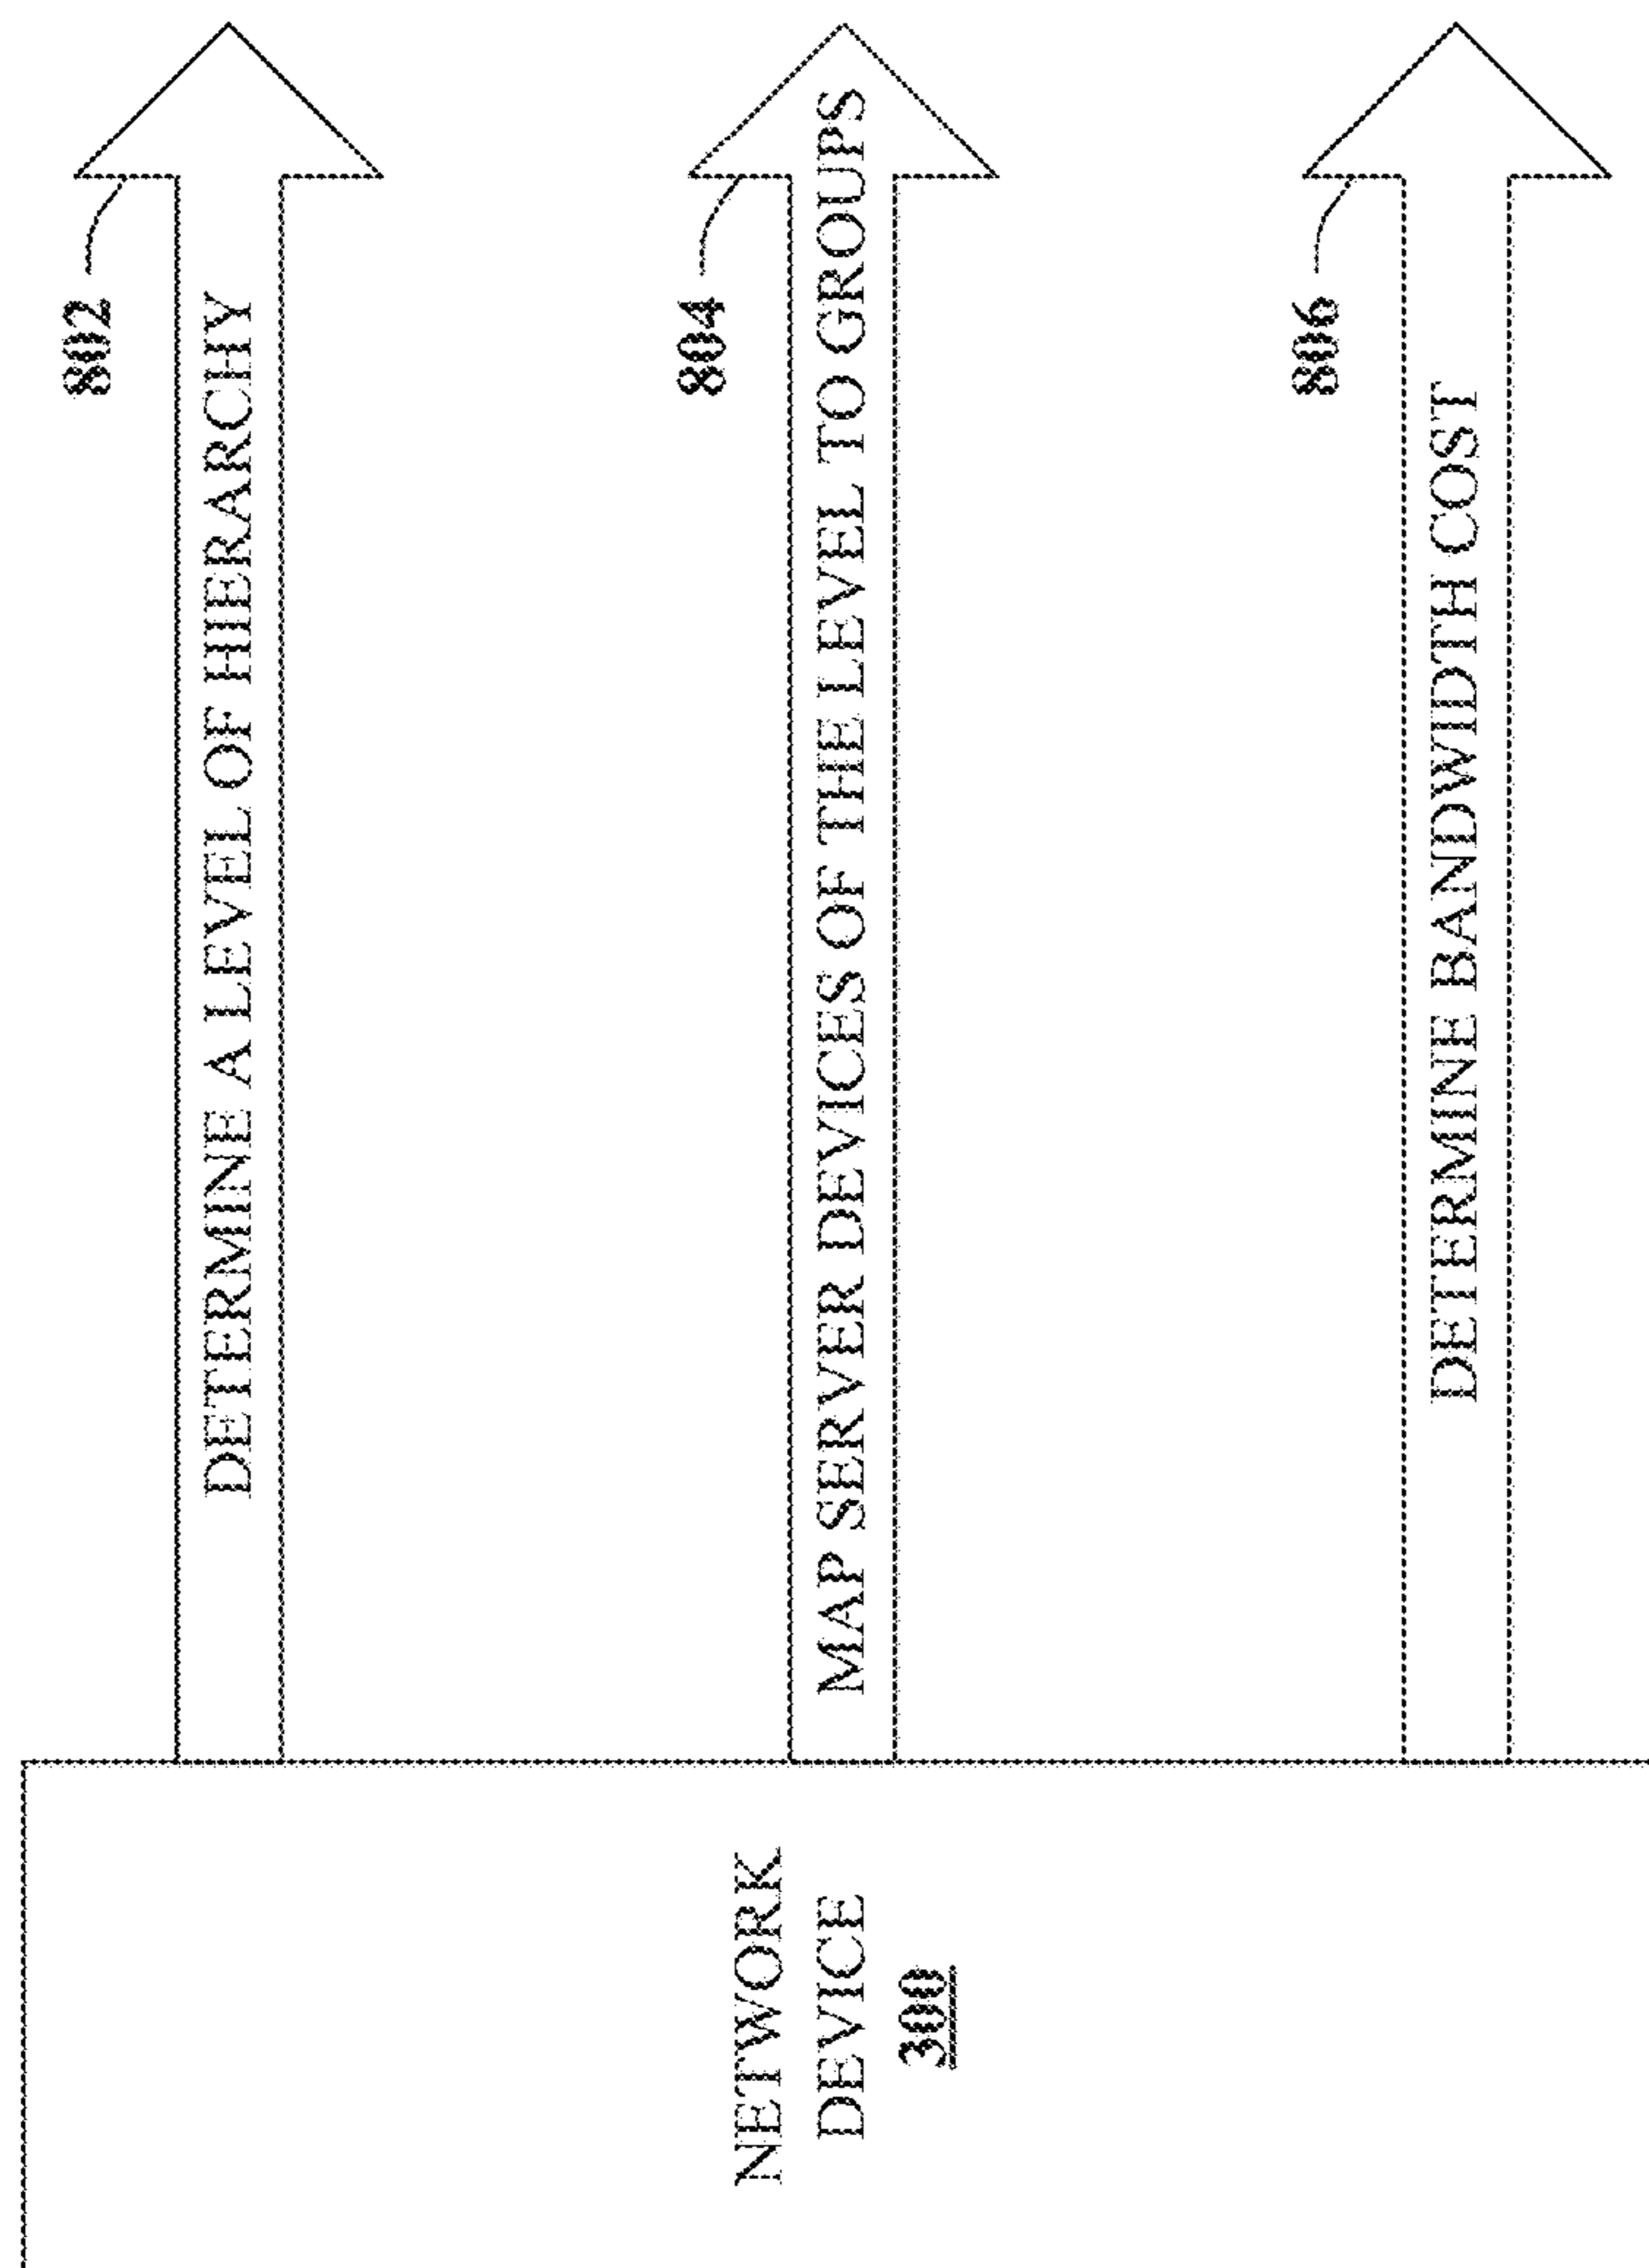 NETWORK
DEVICE
300
802
DETERMINE A LEVEL OF HIERARCHY
804
MAP SERVER DEVICES OF THE LEVEL TO GROUPS
806
DETERMINE BANDWIDTH COST